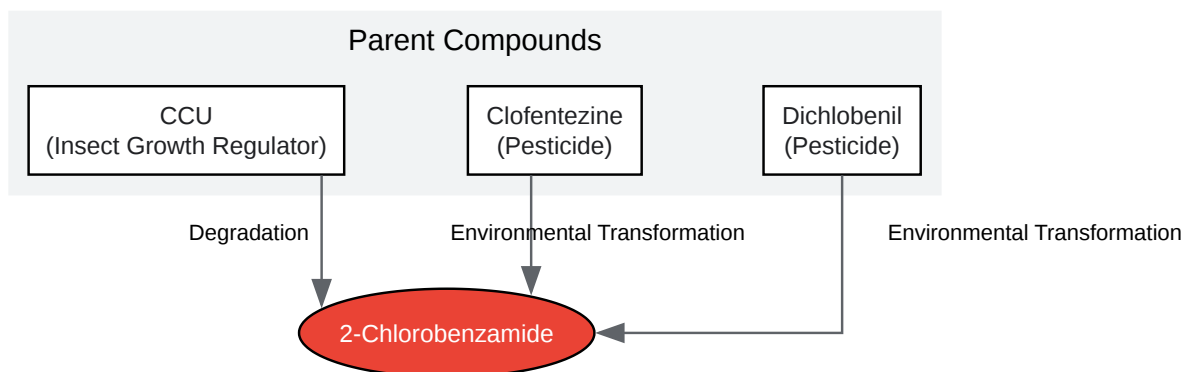 Parent Compounds
CCU
(Insect Growth Regulator)
Clofentezine
(Pesticide)
Dichlobenil
(Pesticide)
Degradation
Environmental Transformation
Environmental Transformation
2-Chlorobenzamide